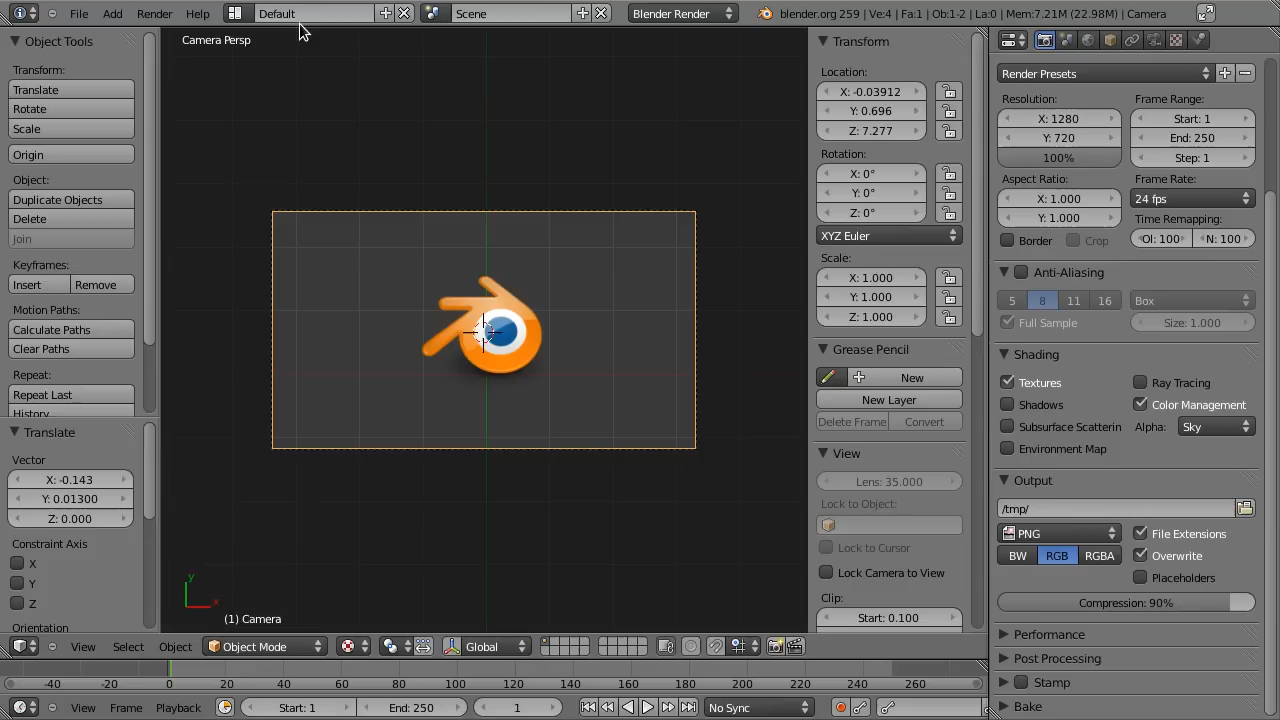 File Add Render Help Default Scene Blender Render blender.org 259 | Ve:4 | Fa:1 | Ob:1-2 | La:0 | Mem:7.21M (22.98M) | Camera
Object Tools
Transform:
Translate
Rotate
Scale
Origin
Object:
Duplicate Objects
Delete
Join
Keyframes:
Insert Remove
Motion Paths:
Calculate Paths
Clear Paths
Repeat:
Repeat Last
History
Translate
Vector
X: -0.143
Y: 0.01300
Z: 0.000
Constraint Axis
X
Y
Z
Orientation
Camera Persp
y
x
(1) Camera
Transform
Location:
X: -0.03912
Y: 0.696
Z: 7.277
Rotation:
X: 0°
Y: 0°
Z: 0°
XYZ Euler
Scale:
X: 1.000
Y: 1.000
Z: 1.000
Grease Pencil
New
New Layer
Delete Frame Convert
View
Lens: 35.000
Lock to Object:
Lock to Cursor
Lock Camera to View
Clip:
Start: 0.100
Render Presets
Resolution: Frame Range:
X: 1280 Start: 1
Y: 720 End: 250
100% Step: 1
Aspect Ratio: Frame Rate:
X: 1.000 24 fps
Y: 1.000 Time Remapping:
Border Crop Ol: 100 N: 100
Anti-Aliasing
5 8 11 16 Box
Full Sample Size: 1.000
Shading
Textures Ray Tracing
Shadows Color Management
Subsurface Scatterin Alpha: Sky
Environment Map
Output
/tmp/
PNG File Extensions
BW RGB RGBA Overwrite
Placeholders
Compression: 90%
Performance
Post Processing
Stamp
Bake
View Select Object Object Mode Global
-40 -20 0 20 40 60 80 100 120 140 160 180 200 220 240 260
View Frame Playback Start: 1 End: 250 1 No Sync